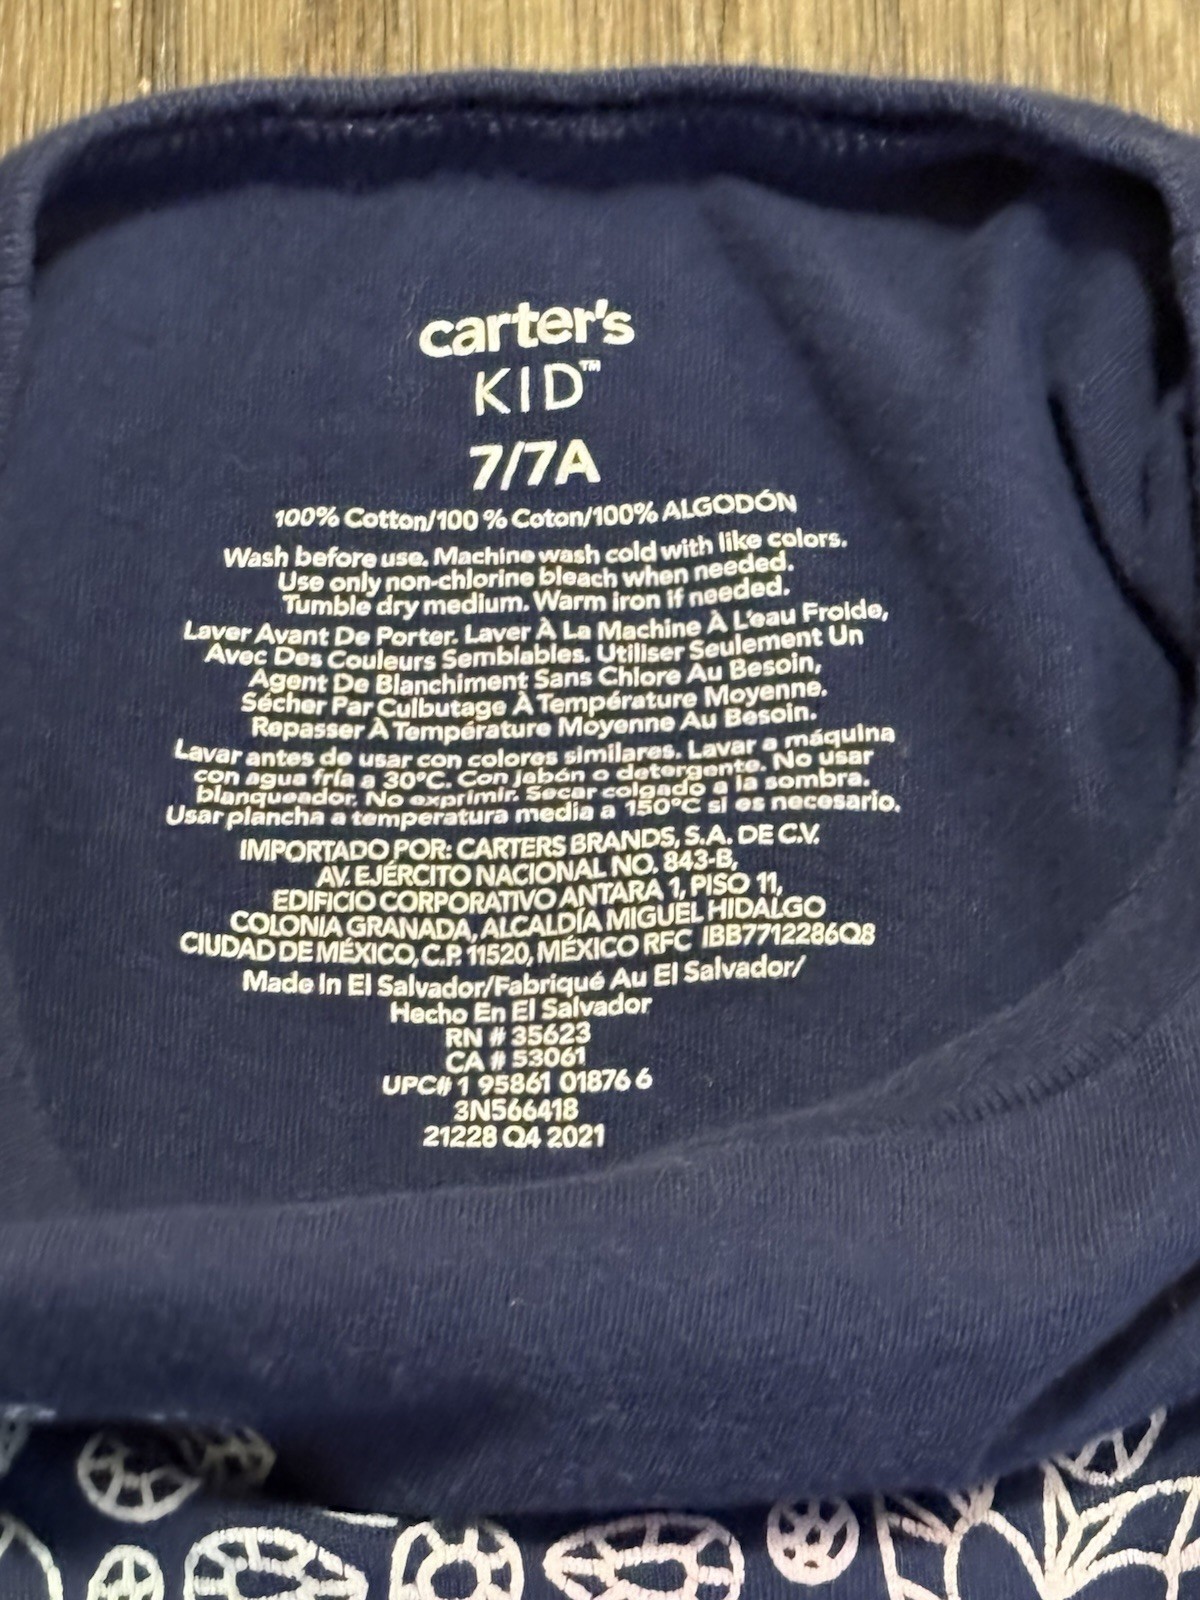 carter's
KID™
7/7A
100% Cotton/100 % Coton/100% ALGODÓN
Wash before use. Machine wash cold with like colors.
Use only non-chlorine bleach when needed.
Tumble dry medium. Warm iron if needed.
Laver Avant De Porter. Laver À La Machine À L'eau Froide,
Avec Des Couleurs Semblables. Utiliser Seulement Un
Agent De Blanchiment Sans Chlore Au Besoin,
Sécher Par Culbutage À Température Moyenne.
Repasser À Température Moyenne Au Besoin.
Lavar antes de usar con colores similares. Lavar a máquina
con agua fría a 30°C. Con jabón o detergente. No usar
blanqueador. No exprimir. Secar colgado a la sombra.
Usar plancha a temperatura media a 150°C si es necesario.
IMPORTADO POR: CARTERS BRANDS, S.A. DE C.V.
AV. EJÉRCITO NACIONAL NO. 843-B,
EDIFICIO CORPORATIVO ANTARA 1, PISO 11,
COLONIA GRANADA, ALCALDÍA MIGUEL HIDALGO
CIUDAD DE MÉXICO, C.P. 11520, MÉXICO RFC IBB7712286Q8
Made In El Salvador/Fabriqué Au El Salvador/
Hecho En El Salvador
RN # 35623
CA # 53061
UPC# 1 95861 01876 6
3N566418
21228 Q4 2021